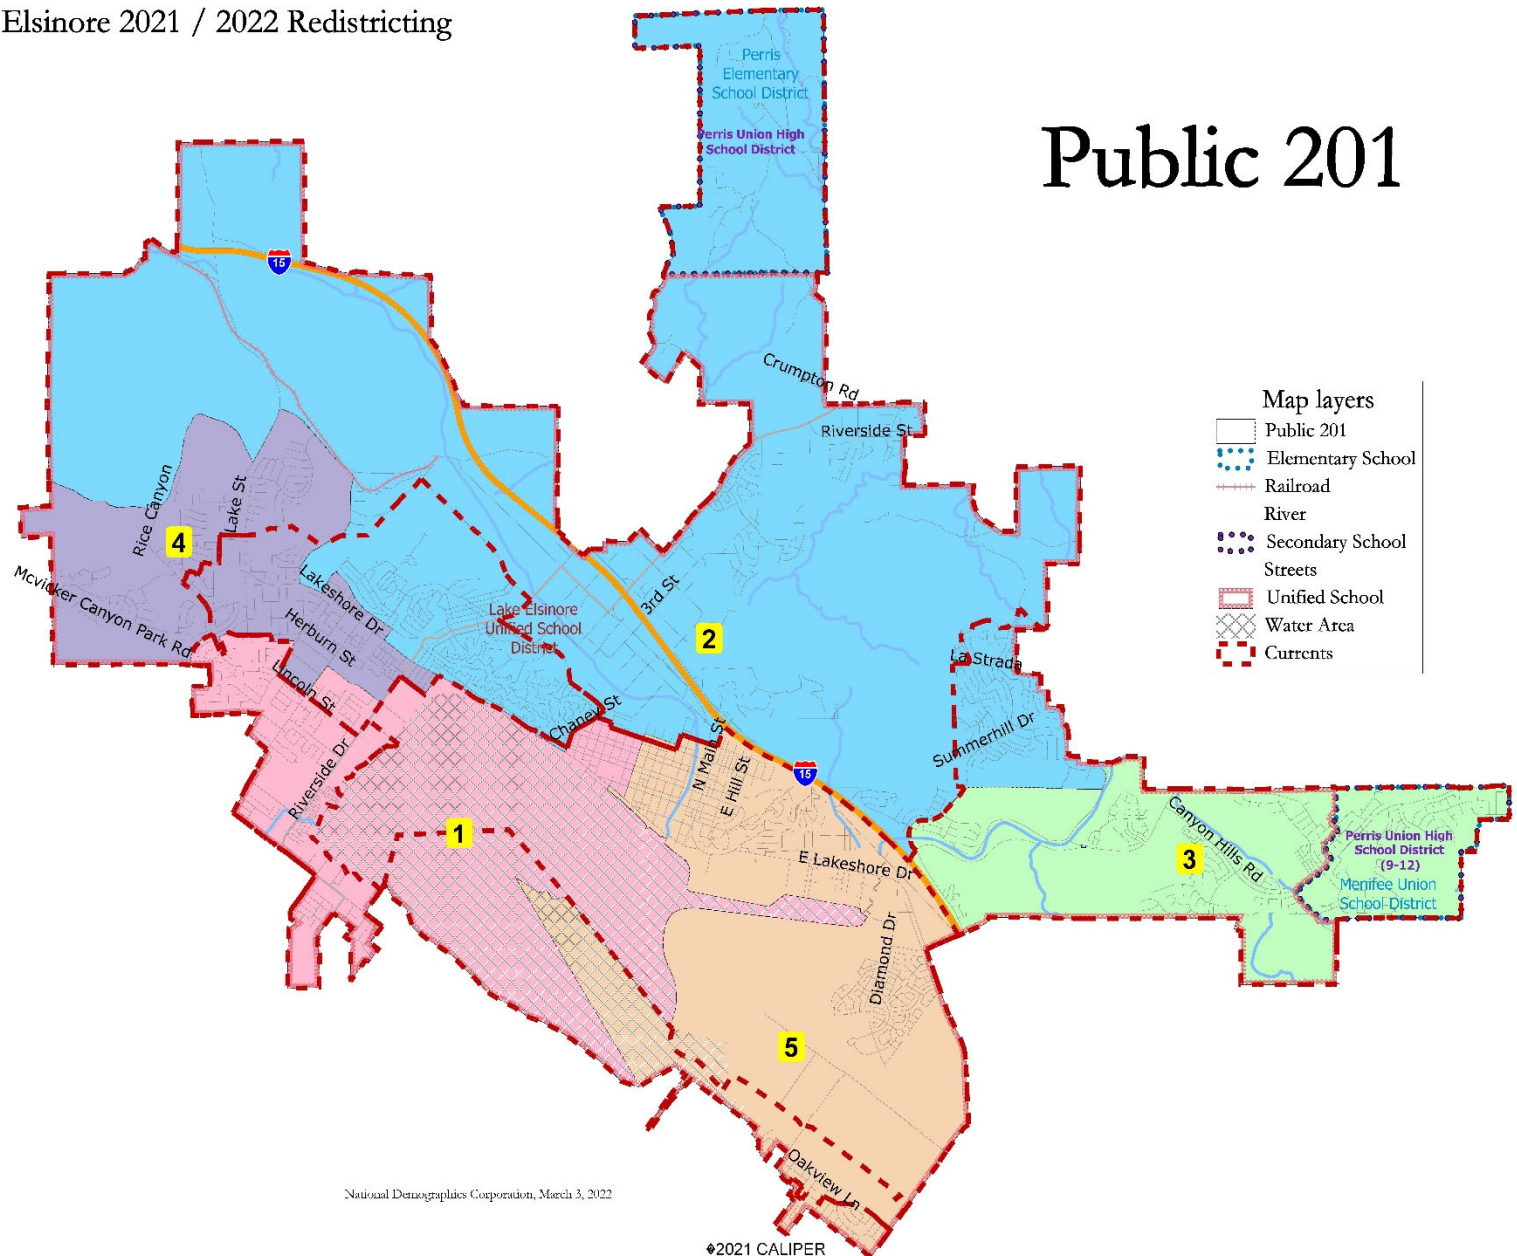 Elsinore 2021 / 2022 Redistricting
Public 201
Perris
Elementary
School District
Perris Union High
School District
15
Crumpton Rd
Riverside St
Map layers
Public 201
Elementary School
Railroad
River
Secondary School
Streets
Unified School
Water Area
Currents
Rice Canyon
Lake St
4
Mcvicker Canyon Park Rd
Lakeshore Dr
Herburn St
Lincoln St
Riverside Dr
Lake Elsinore
Unified School
District
3rd St
2
La Strada
Summerhill Dr
Chaney St
N Main St
E Hill St
15
1
E Lakeshore Dr
Canyon Hills Rd
3
Perris Union High
School District
(9-12)
Menifee Union
School District
Diamond Dr
5
Oakview Ln
National Demographics Corporation, March 3, 2022
�2021 CALIPER